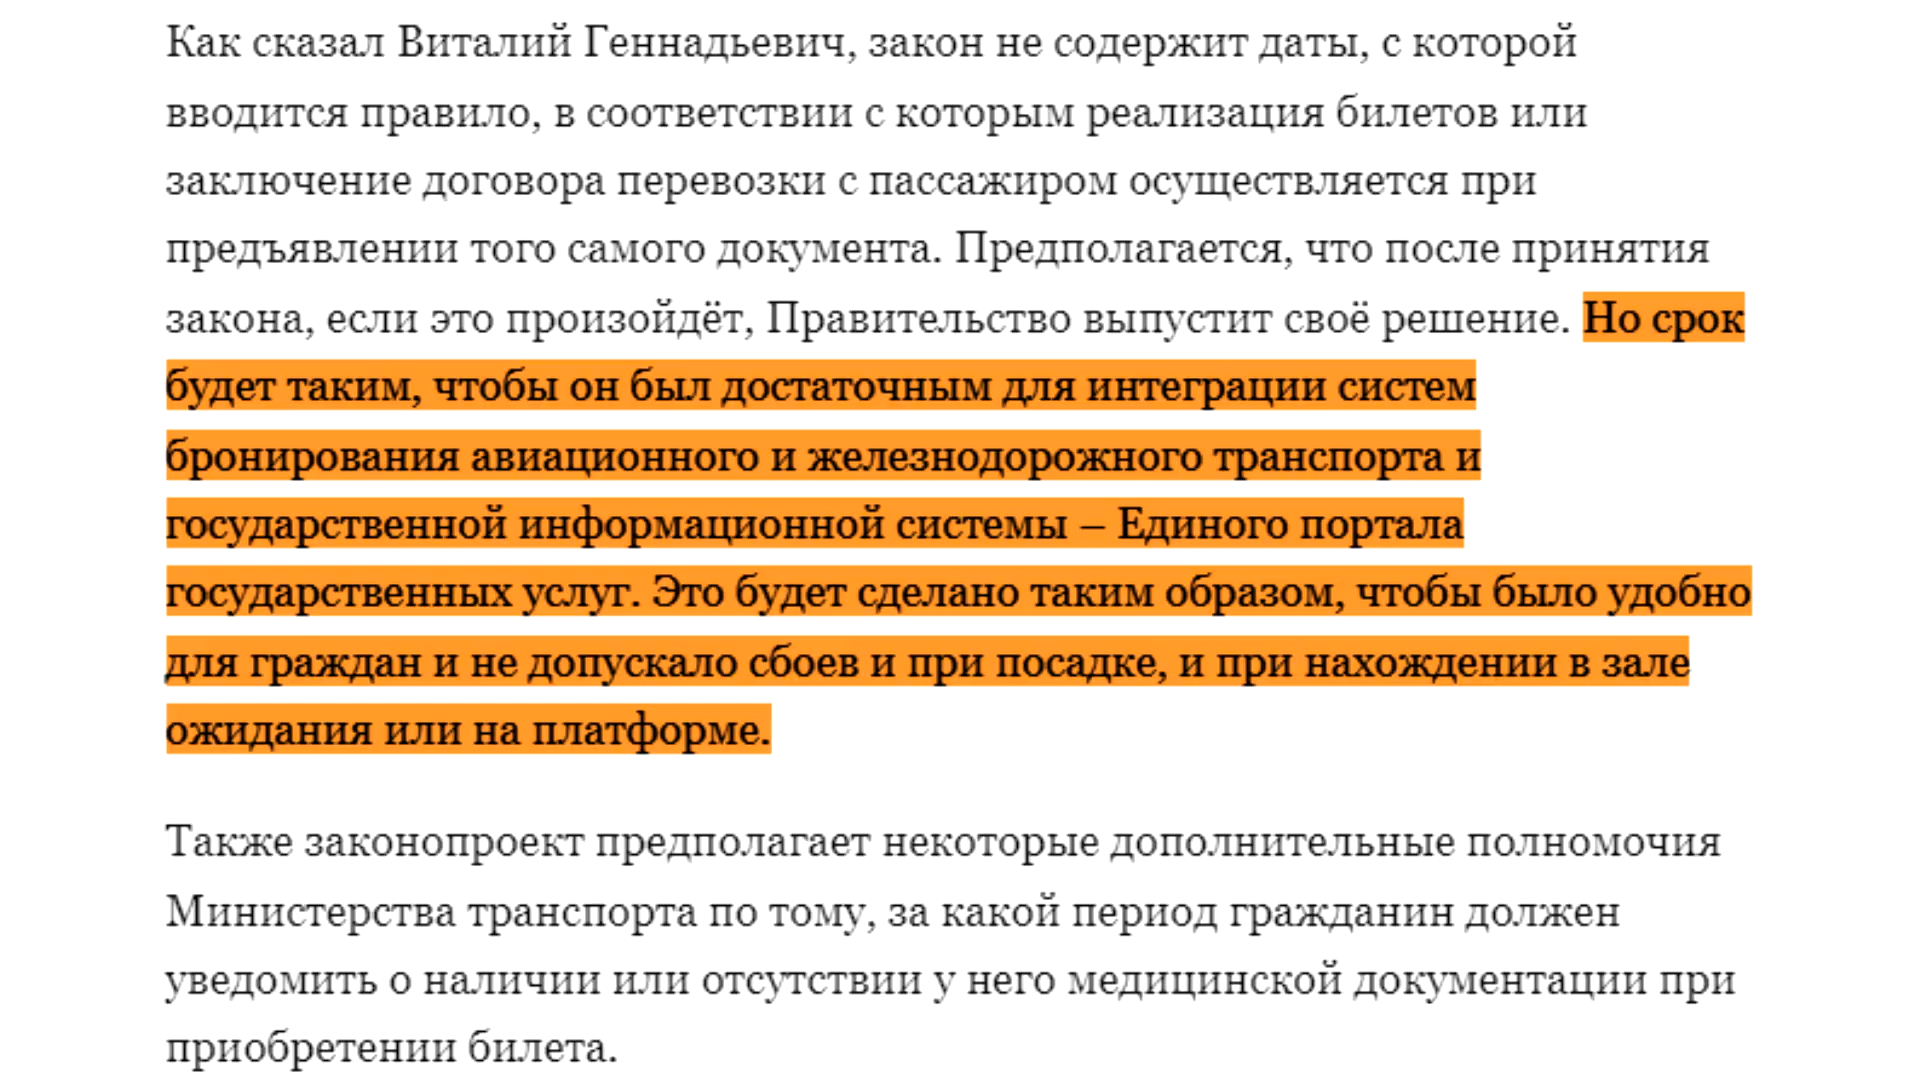 Как сказал Виталий Геннадьевич, закон не содержит даты, с которой
вводится правило, в соответствии с которым реализация билетов или
заключение договора перевозки с пассажиром осуществляется при
предъявлении того самого документа. Предполагается, что после принятия
закона, если это произойдёт, Правительство выпустит своё решение. Но срок
будет таким, чтобы он был достаточным для интеграции систем
бронирования авиационного и железнодорожного транспорта и
государственной информационной системы – Единого портала
государственных услуг. Это будет сделано таким образом, чтобы было удобно
для граждан и не допускало сбоев и при посадке, и при нахождении в зале
ожидания или на платформе.
Также законопроект предполагает некоторые дополнительные полномочия
Министерства транспорта по тому, за какой период гражданин должен
уведомить о наличии или отсутствии у него медицинской документации при
приобретении билета.